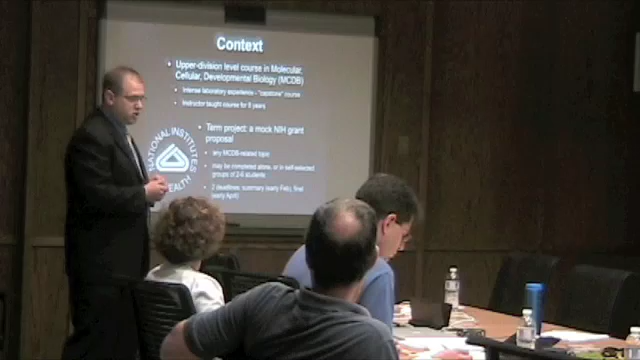 Context
• Upper-division level course in Molecular,
Cellular, Developmental Biology (MCDB)
• Intense laboratory experience - "capstone" course
• Instructor taught course for 8 years
• Term project: a mock NIH grant
proposal
• any MCDB-related topic
• may be completed alone, or in self-selected
groups of 2-5 students
• 2 deadlines: summary (early Feb), final
(early April)
NATIONAL INSTITUTES
HEALTH